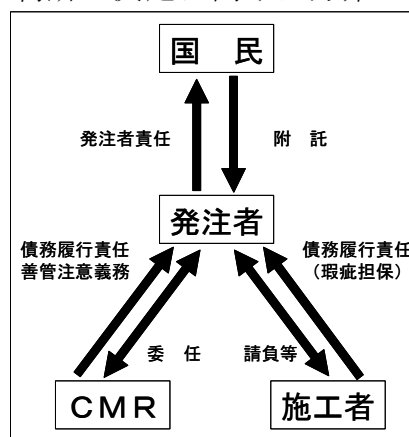 国 民
発注者責任 附 託
発注者
債務履行責任
善管注意義務
債務履行責任
(瑕疵担保)
委 任 請負等
CMR 施工者